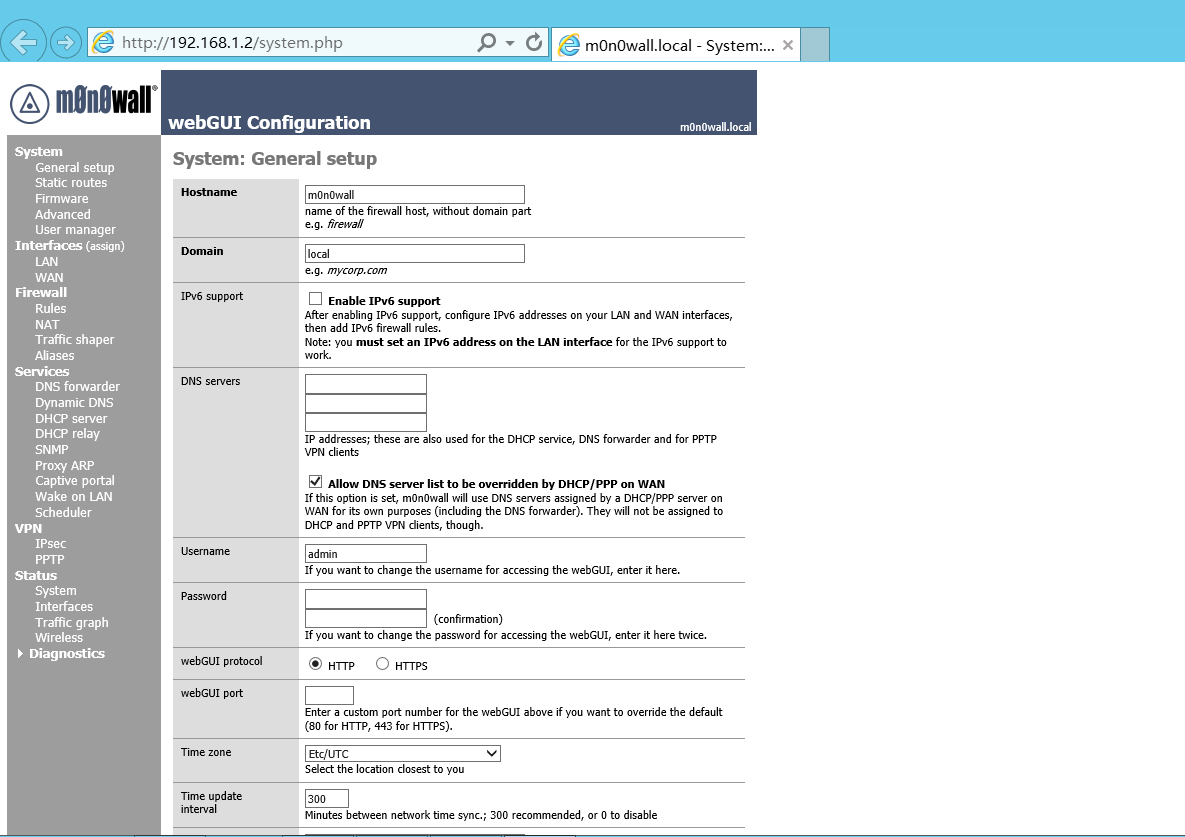 http://192.168.1.2/system.php
m0n0wall.local - System:...
m0n0wall®
webGUI Configuration
m0n0wall.local
System
General setup
Static routes
Firmware
Advanced
User manager
Interfaces (assign)
LAN
WAN
Firewall
Rules
NAT
Traffic shaper
Aliases
Services
DNS forwarder
Dynamic DNS
DHCP server
DHCP relay
SNMP
Proxy ARP
Captive portal
Wake on LAN
Scheduler
VPN
IPsec
PPTP
Status
System
Interfaces
Traffic graph
Wireless
Diagnostics
System: General setup
Hostname
m0n0wall
name of the firewall host, without domain part
e.g. firewall
Domain
local
e.g. mycorp.com
IPv6 support
Enable IPv6 support
After enabling IPv6 support, configure IPv6 addresses on your LAN and WAN interfaces,
then add IPv6 firewall rules.
Note: you must set an IPv6 address on the LAN interface for the IPv6 support to
work.
DNS servers
IP addresses; these are also used for the DHCP service, DNS forwarder and for PPTP
VPN clients
Allow DNS server list to be overridden by DHCP/PPP on WAN
If this option is set, m0n0wall will use DNS servers assigned by a DHCP/PPP server on
WAN for its own purposes (including the DNS forwarder). They will not be assigned to
DHCP and PPTP VPN clients, though.
Username
admin
If you want to change the username for accessing the webGUI, enter it here.
Password
(confirmation)
If you want to change the password for accessing the webGUI, enter it here twice.
webGUI protocol
HTTP HTTPS
webGUI port
Enter a custom port number for the webGUI above if you want to override the default
(80 for HTTP, 443 for HTTPS).
Time zone
Etc/UTC
Select the location closest to you
Time update
interval
300
Minutes between network time sync.; 300 recommended, or 0 to disable